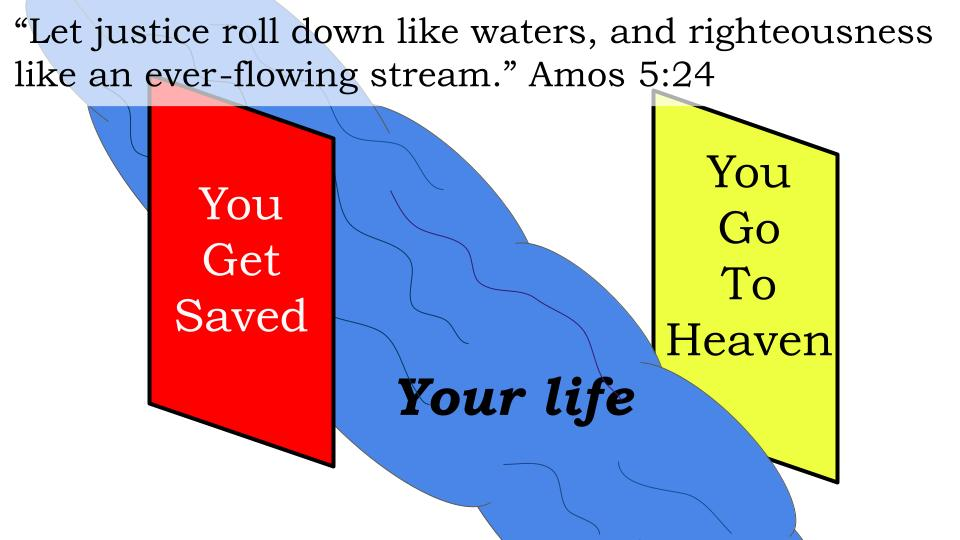 “Let justice roll down like waters, and righteousness
like an ever-flowing stream.” Amos 5:24
You
Get
Saved
You
Go
To
Heaven
Your life